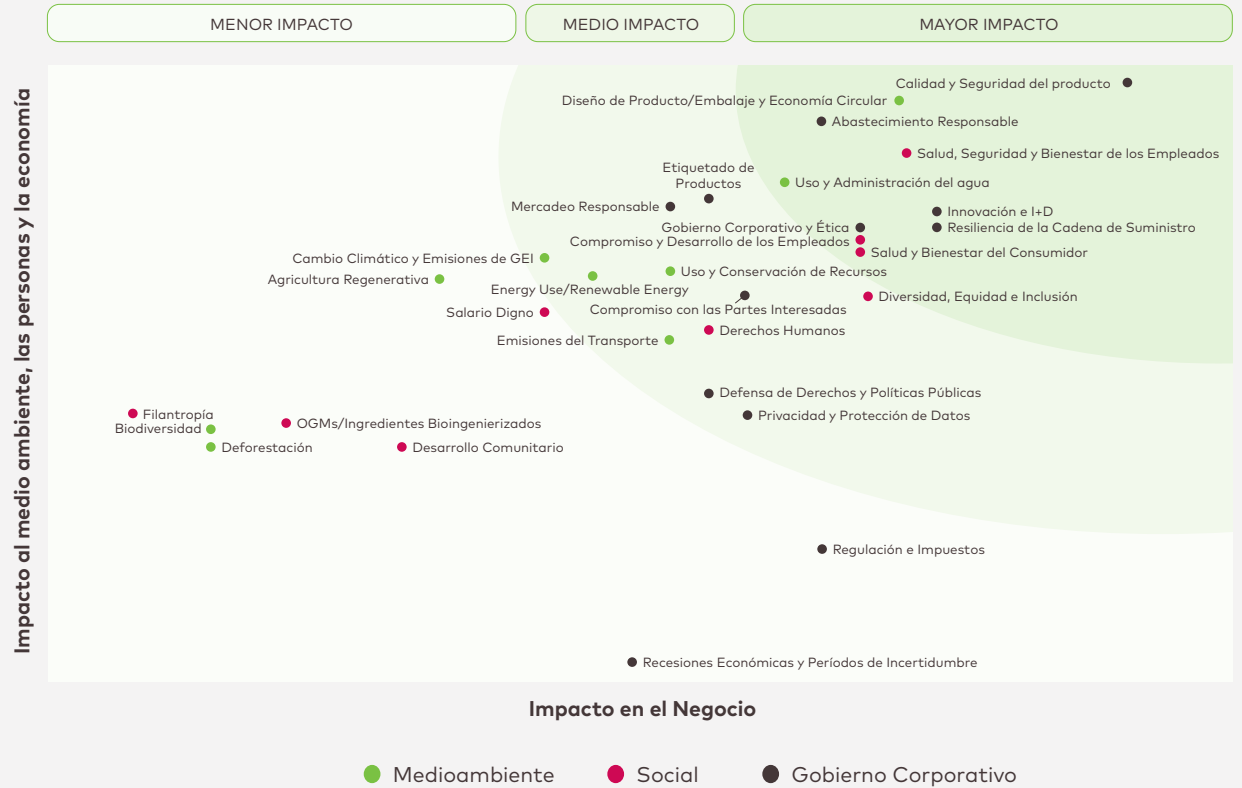 MENOR IMPACTO
MEDIO IMPACTO
MAYOR IMPACTO
Impacto al medio ambiente, las personas y la economía
Calidad y Seguridad del producto
Diseño de Producto/Embalaje y Economía Circular
Abastecimiento Responsable
Salud, Seguridad y Bienestar de los Empleados
Etiquetado de
Productos
Uso y Administración del agua
Mercadeo Responsable
Innovación e I+D
Gobierno Corporativo y Ética
Resiliencia de la Cadena de Suministro
Compromiso y Desarrollo de los Empleados
Salud y Bienestar del Consumidor
Cambio Climático y Emisiones de GEI
Uso y Conservación de Recursos
Agricultura Regenerativa
Energy Use/Renewable Energy
Diversidad, Equidad e Inclusión
Compromiso con las Partes Interesadas
Salario Digno
Derechos Humanos
Emisiones del Transporte
Defensa de Derechos y Políticas Públicas
Filantropía
Privacidad y Protección de Datos
OGMs/Ingredientes Bioingenierizados
Biodiversidad
Deforestación
Desarrollo Comunitario
Regulación e Impuestos
Recesiones Económicas y Períodos de Incertidumbre
Impacto en el Negocio
Medioambiente
Social
Gobierno Corporativo